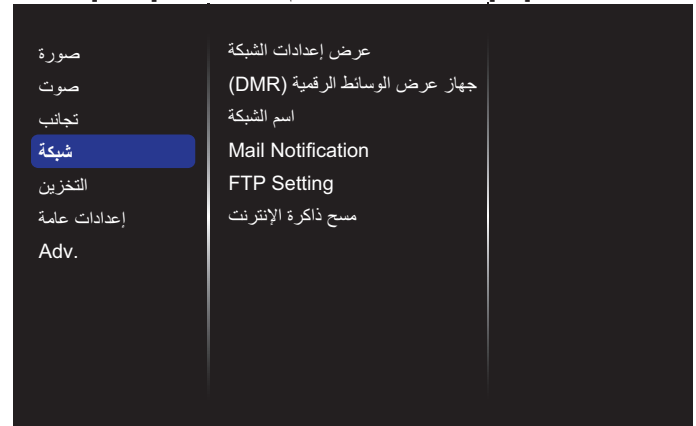 صورة
صوت
تجانب
شبكة
التخزين
إعدادات عامة
Adv.
عرض إعدادات الشبكة
جهاز عرض الوسائط الرقمية (DMR)
اسم الشبكة
Mail Notification
FTP Setting
مسح ذاكرة الإنترنت